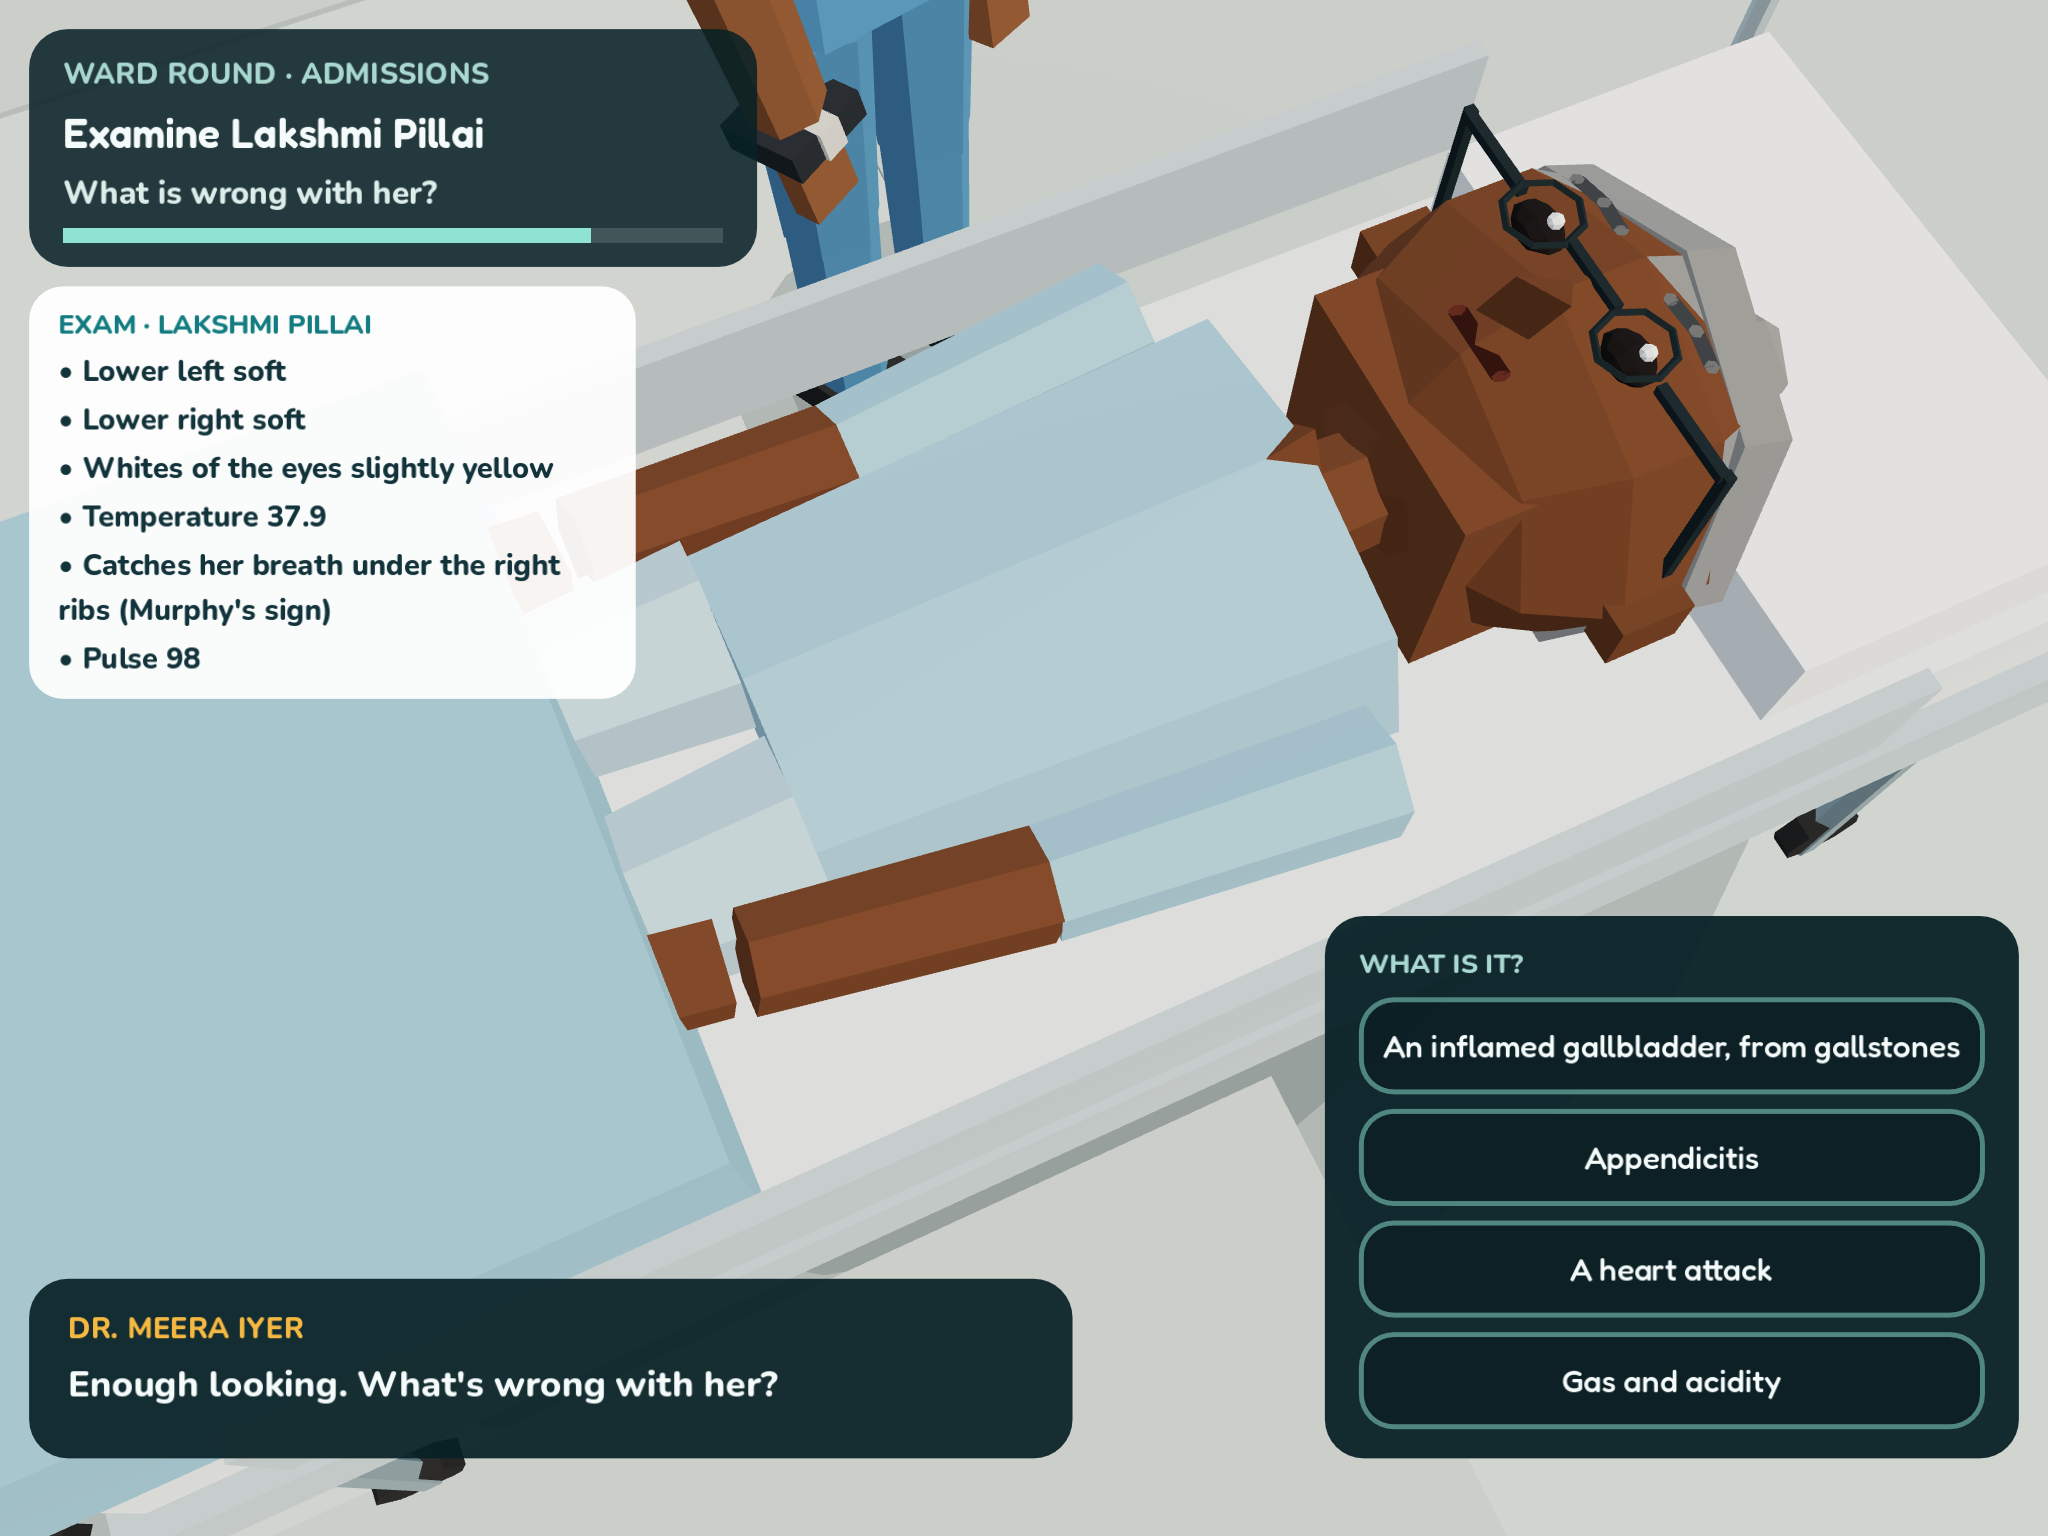 WARD ROUND · ADMISSIONS
Examine Lakshmi Pillai
What is wrong with her?
EXAM · LAKSHMI PILLAI
• Lower left soft
• Lower right soft
• Whites of the eyes slightly yellow
• Temperature 37.9
• Catches her breath under the right
ribs (Murphy's sign)
• Pulse 98
WHAT IS IT?
An inflamed gallbladder, from gallstones
Appendicitis
A heart attack
Gas and acidity
DR. MEERA IYER
Enough looking. What's wrong with her?